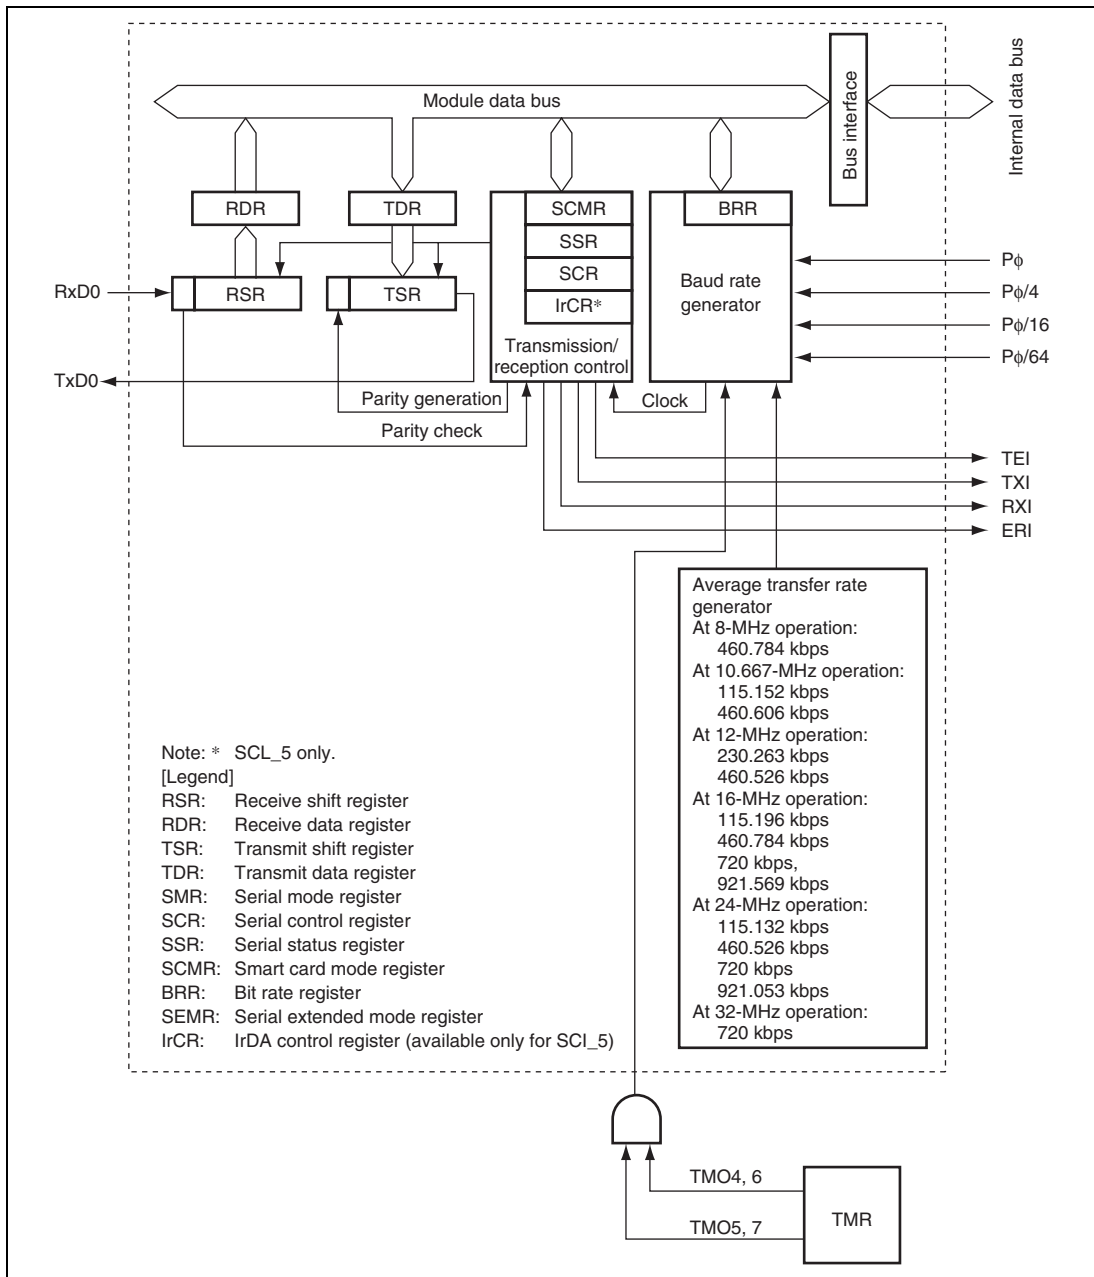 Module data bus
Bus interface
Internal data bus
RDR
TDR
SCMR
BRR
SSR
SCR
IrCR*
RSR
TSR
Baud rate
generator
Transmission/
reception control
RxD0
TxD0
Pϕ
Pϕ/4
Pϕ/16
Pϕ/64
Parity generation
Clock
Parity check
TEI
TXI
RXI
ERI
Average transfer rate
generator
At 8-MHz operation:
460.784 kbps
At 10.667-MHz operation:
115.152 kbps
460.606 kbps
At 12-MHz operation:
230.263 kbps
460.526 kbps
At 16-MHz operation:
115.196 kbps
460.784 kbps
720 kbps,
921.569 kbps
At 24-MHz operation:
115.132 kbps
460.526 kbps
720 kbps
921.053 kbps
At 32-MHz operation:
720 kbps
Note: * SCL_5 only.
[Legend]
RSR: Receive shift register
RDR: Receive data register
TSR: Transmit shift register
TDR: Transmit data register
SMR: Serial mode register
SCR: Serial control register
SSR: Serial status register
SCMR: Smart card mode register
BRR: Bit rate register
SEMR: Serial extended mode register
IrCR: IrDA control register (available only for SCI_5)
TMO4, 6
TMO5, 7
TMR